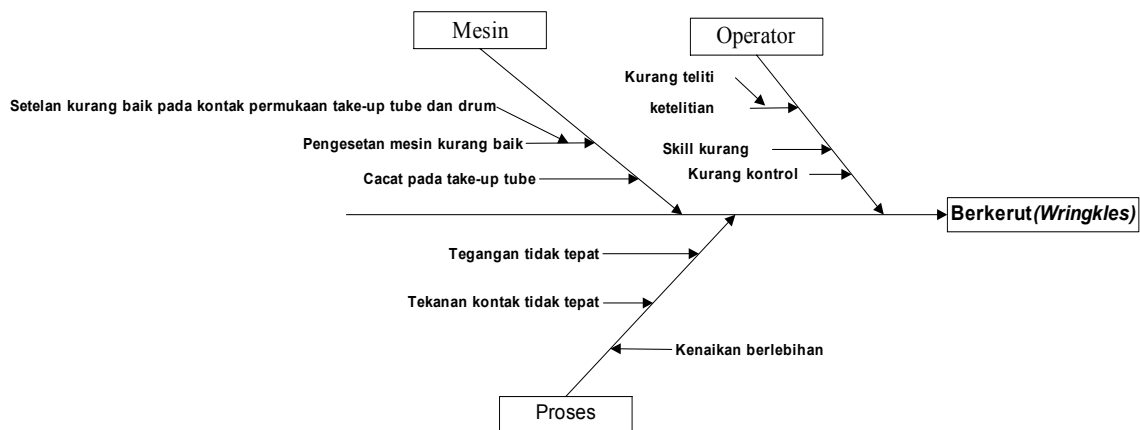 Mesin
Operator
Kurang teliti
Setelan kurang baik pada kontak permukaan take-up tube dan drum
ketelitian
Pengesetan mesin kurang baik
Skill kurang
Cacat pada take-up tube
Kurang kontrol
Berkerut(Wringkles)
Tegangan tidak tepat
Tekanan kontak tidak tepat
Kenaikan berlebihan
Proses